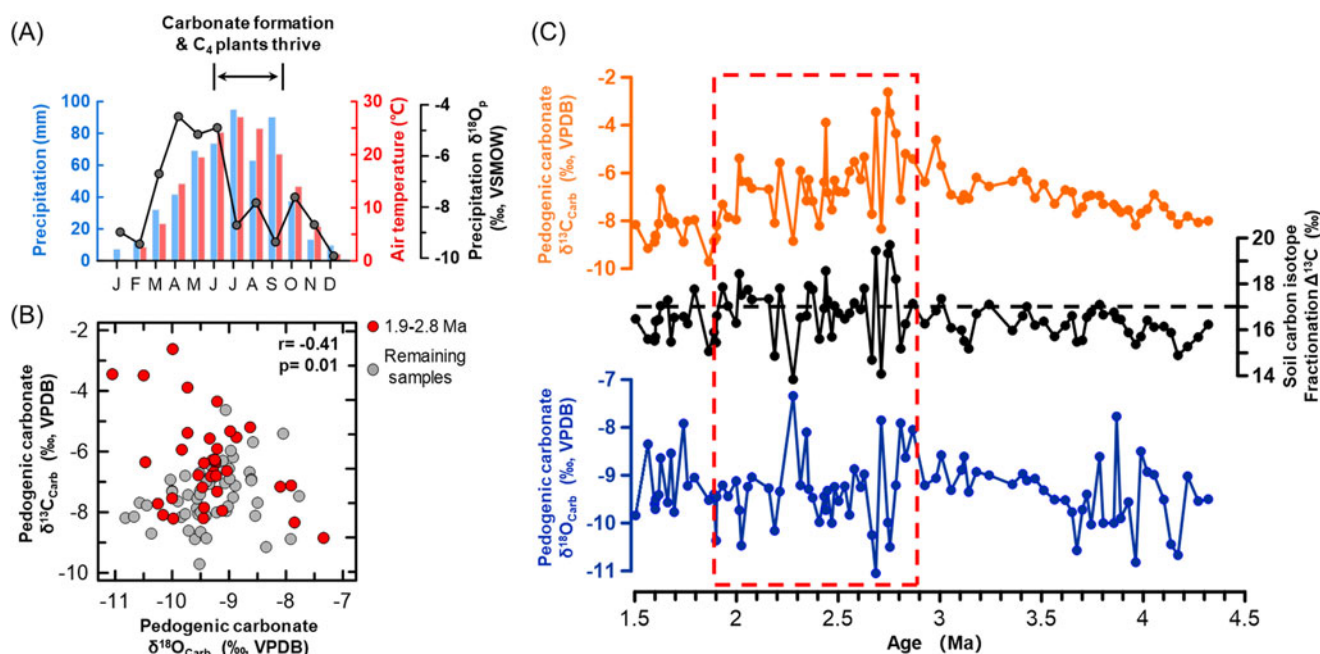 (A)
Carbonate formation
& C₄ plants thrive
Precipitation (mm)
100
80
60
40
20
0
J F M A M J J A S O N D
30
20
10
0
Air temperature (℃)
-4
-6
-8
-10
Precipitation δ¹⁸Oₚ
(‰, VSMOW)
(B)
1.9-2.8 Ma
Remaining
samples
r= -0.41
p= 0.01
Pedogenic carbonate
δ¹³C_Carb (‰, VPDB)
-2
-4
-6
-8
-10
-11 -10 -9 -8 -7
Pedogenic carbonate
δ¹⁸O_Carb (‰, VPDB)
(C)
Pedogenic carbonate
δ¹³C_Carb (‰, VPDB)
-2
-4
-6
-8
-10
20
18
16
14
Soil carbon isotope
Fractionation Δ¹³C (‰)
Pedogenic carbonate
δ¹⁸O_Carb (‰, VPDB)
-7
-8
-9
-10
-11
1.5 2 2.5 3 3.5 4 4.5
Age (Ma)